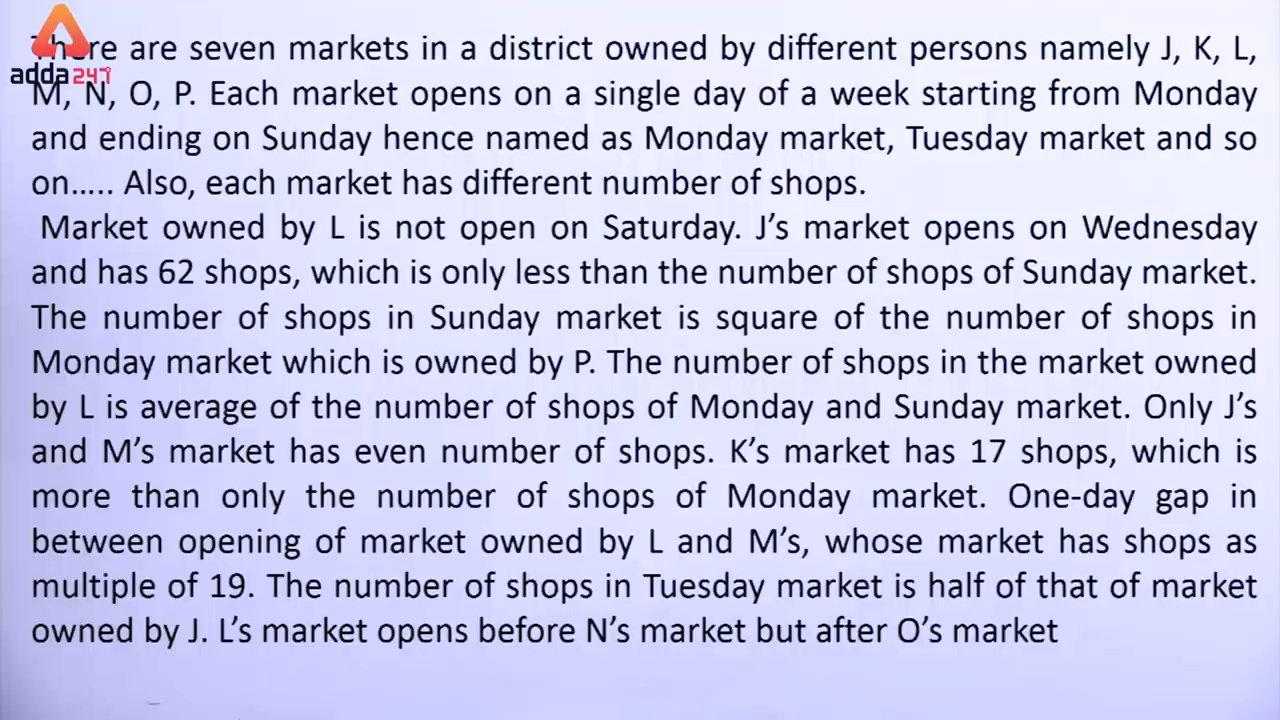 There are seven markets in a district owned by different persons namely J, K, L,
adda247
M, N, O, P. Each market opens on a single day of a week starting from Monday
and ending on Sunday hence named as Monday market, Tuesday market and so
on..... Also, each market has different number of shops.
Market owned by L is not open on Saturday. J’s market opens on Wednesday
and has 62 shops, which is only less than the number of shops of Sunday market.
The number of shops in Sunday market is square of the number of shops in
Monday market which is owned by P. The number of shops in the market owned
by L is average of the number of shops of Monday and Sunday market. Only J’s
and M’s market has even number of shops. K’s market has 17 shops, which is
more than only the number of shops of Monday market. One-day gap in
between opening of market owned by L and M’s, whose market has shops as
multiple of 19. The number of shops in Tuesday market is half of that of market
owned by J. L’s market opens before N’s market but after O’s market